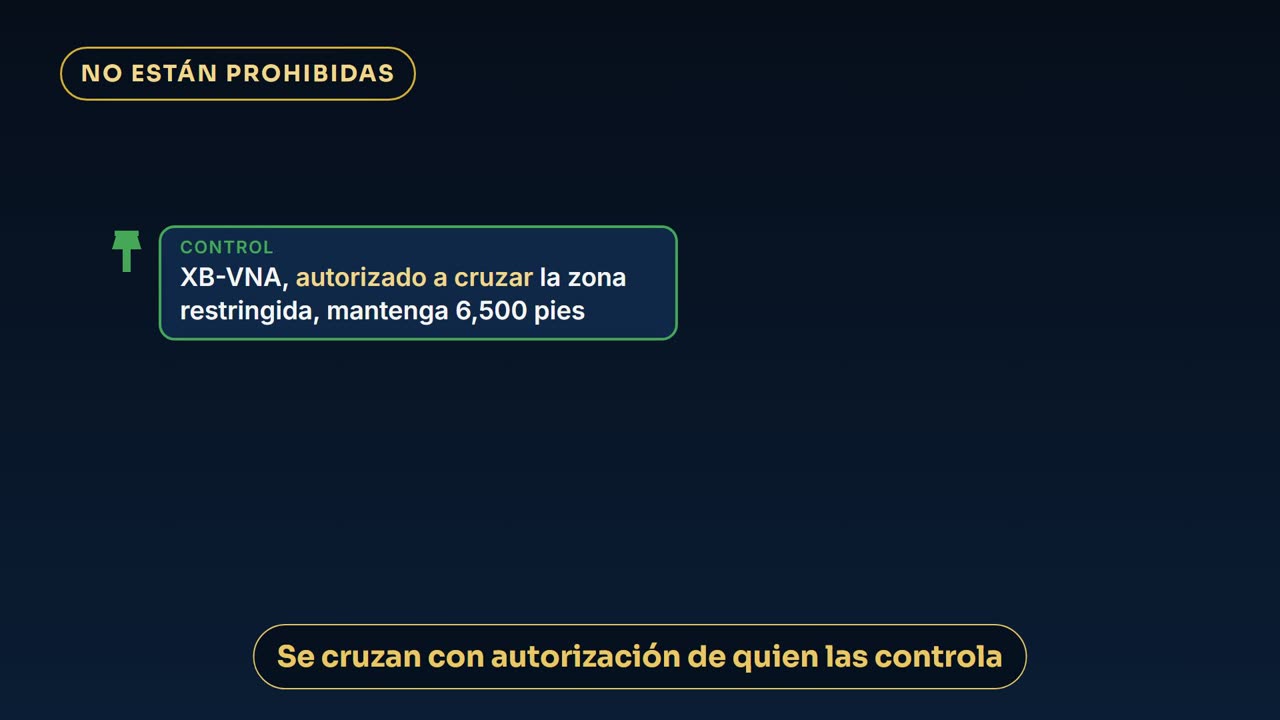 NO ESTÁN PROHIBIDAS
CONTROL
XB-VNA, autorizado a cruzar la zona
restringida, mantenga 6,500 pies
Se cruzan con autorización de quien las controla